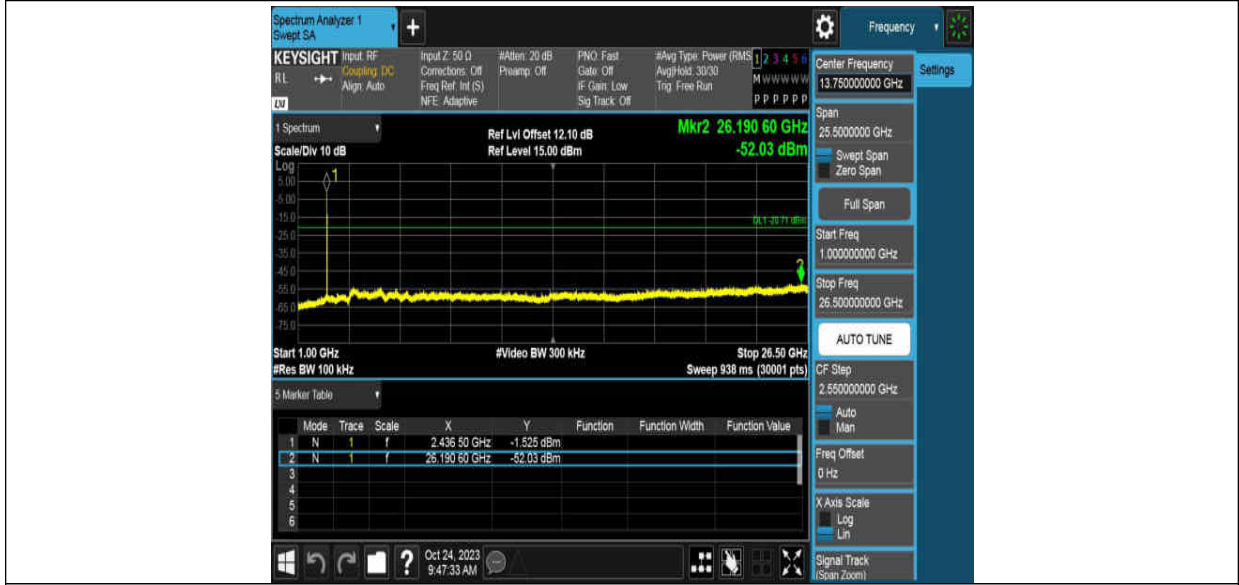 Spectrum Analyzer 1
Swept SA
+
Frequency
KEYSIGHT
Input: RF
Coupling: DC
Align: Auto
RL
LXI
Input Z: 50 Ω
Corrections: Off
Freq Ref: Int (S)
NFE: Adaptive
#Atten: 20 dB
Preamp: Off
PNO: Fast
Gate: Off
IF Gain: Low
Sig Track: Off
#Avg Type: Power (RMS
Avg|Hold: 30/30
Trig: Free Run
1 2 3 4 5 6
M W W W W W
P P P P P P
Center Frequency
13.750000000 GHz
Settings
1 Spectrum
Scale/Div 10 dB
Ref Lvl Offset 12.10 dB
Ref Level 15.00 dBm
Mkr2 26.190 60 GHz
-52.03 dBm
Span
25.5000000 GHz
Swept Span
Zero Span
Full Span
Log
5.00
-5.00
-15.0
-25.0
-35.0
-45.0
-55.0
-65.0
-75.0
1
DL1 -20.71 dBm
2
Start Freq
1.000000000 GHz
Stop Freq
26.500000000 GHz
AUTO TUNE
Start 1.00 GHz
#Video BW 300 kHz
Stop 26.50 GHz
#Res BW 100 kHz
Sweep 938 ms (30001 pts)
CF Step
2.550000000 GHz
Auto
Man
5 Marker Table
Mode Trace Scale X Y Function Function Width Function Value
1 N 1 f 2.436 50 GHz -1.525 dBm
2 N 1 f 26.190 60 GHz -52.03 dBm
3
4
5
6
Freq Offset
0 Hz
X Axis Scale
Log
Lin
Signal Track
(Span Zoom)
?
Oct 24, 2023
9:47:33 AM